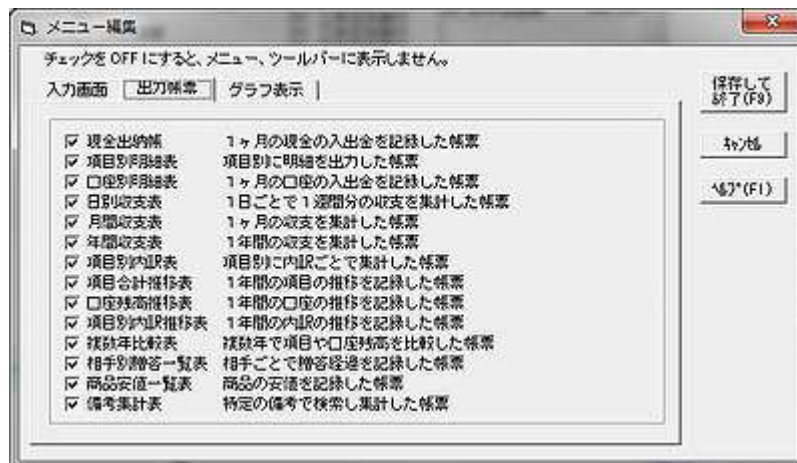 メニュー編集
チェックを OFF にすると、メニュー、ツールバーに表示しません。
入力画面 出力帳票 グラフ表示
保存して
終了(F9)
ｷｬﾝｾﾙ
ﾍﾙﾌﾟ(F1)
現金出納帳 1ヶ月の現金の入出金を記録した帳票
項目別明細表 項目別に明細を出力した帳票
口座別明細表 1ヶ月の口座の入出金を記録した帳票
日別収支表 1日ごとで1週間分の収支を集計した帳票
月間収支表 1ヶ月の収支を集計した帳票
年間収支表 1年間の収支を集計した帳票
項目別内訳表 項目別に内訳ごとで集計した帳票
項目合計推移表 1年間の項目の推移を記録した帳票
口座残高推移表 1年間の口座の推移を記録した帳票
項目別内訳推移表 1年間の内訳の推移を記録した帳票
複数年比較表 複数年で項目や口座残高を比較した帳票
相手別贈答一覧表 相手ごとで贈答経過を記録した帳票
商品安値一覧表 商品の安値を記録した帳票
備考集計表 特定の備考で検索し集計した帳票